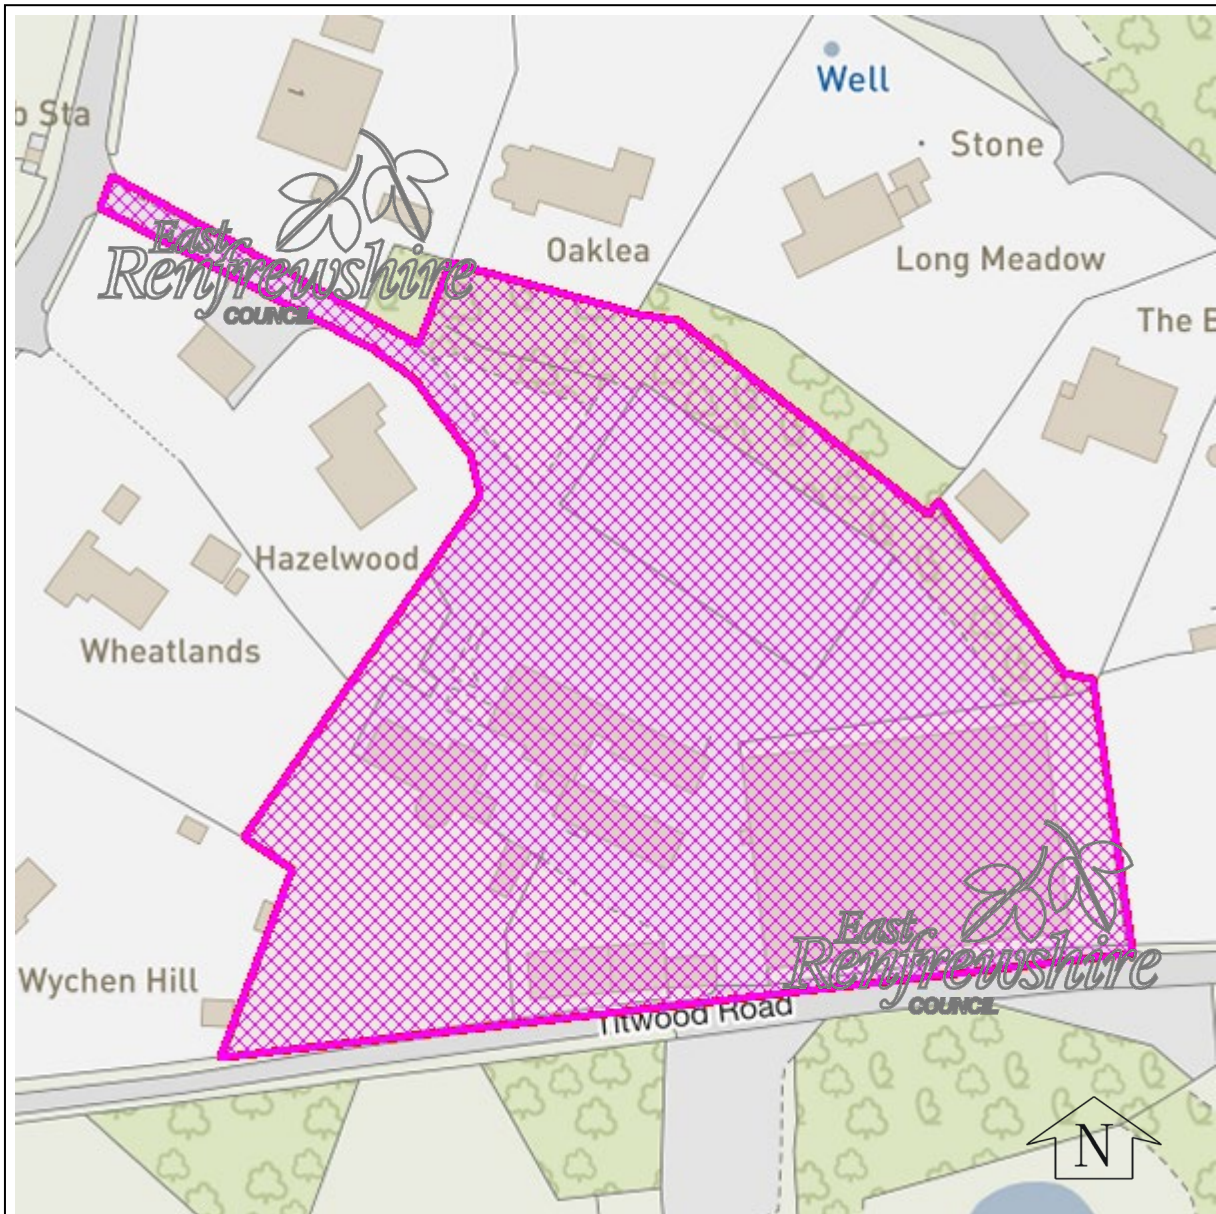 Well
1
b Sta
Stone
Oaklea
Long Meadow
East
Renfrewshire
COUNCIL
The E
Hazelwood
Wheatlands
East
Renfrewshire
COUNCIL
Wychen Hill
Titwood Road
N